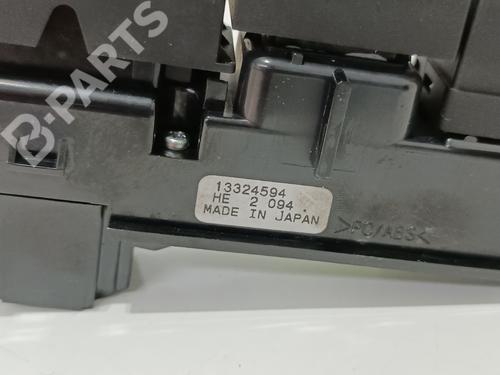 B-PARTS
13324594
HE 2 094
MADE IN JAPAN
>PC/ABS<